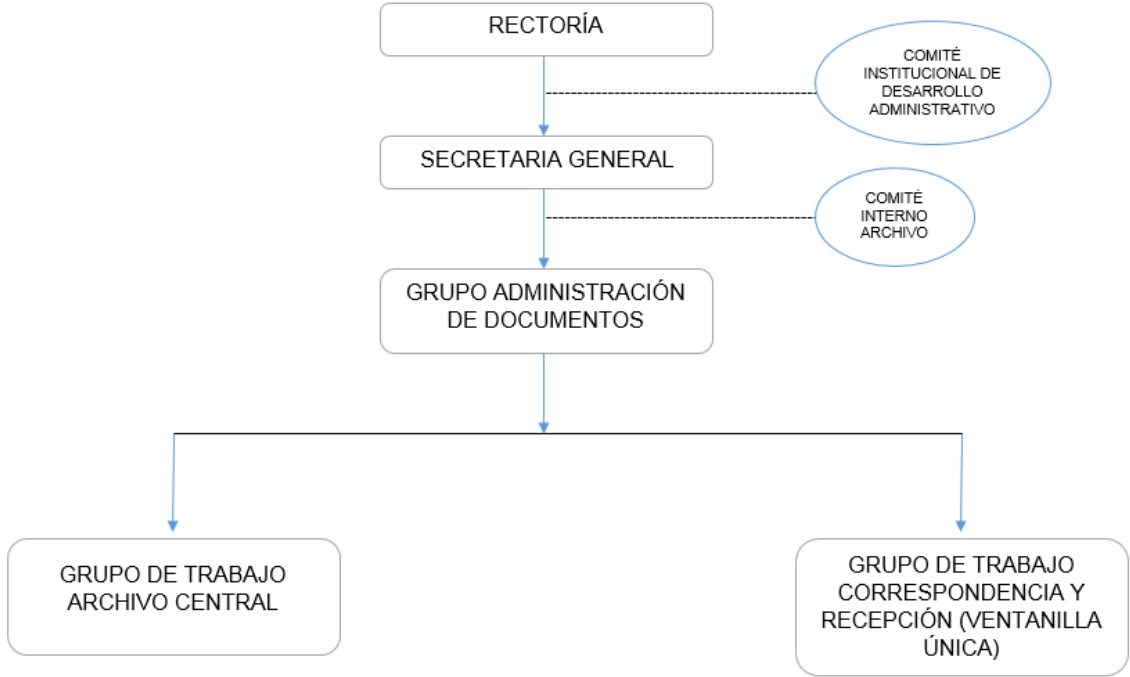 RECTORÍA
COMITÉ
INSTITUCIONAL DE
DESARROLLO
ADMINISTRATIVO
SECRETARIA GENERAL
COMITÉ
INTERNO
ARCHIVO
GRUPO ADMINISTRACIÓN
DE DOCUMENTOS
GRUPO DE TRABAJO
ARCHIVO CENTRAL
GRUPO DE TRABAJO
CORRESPONDENCIA Y
RECEPCIÓN (VENTANILLA
ÚNICA)